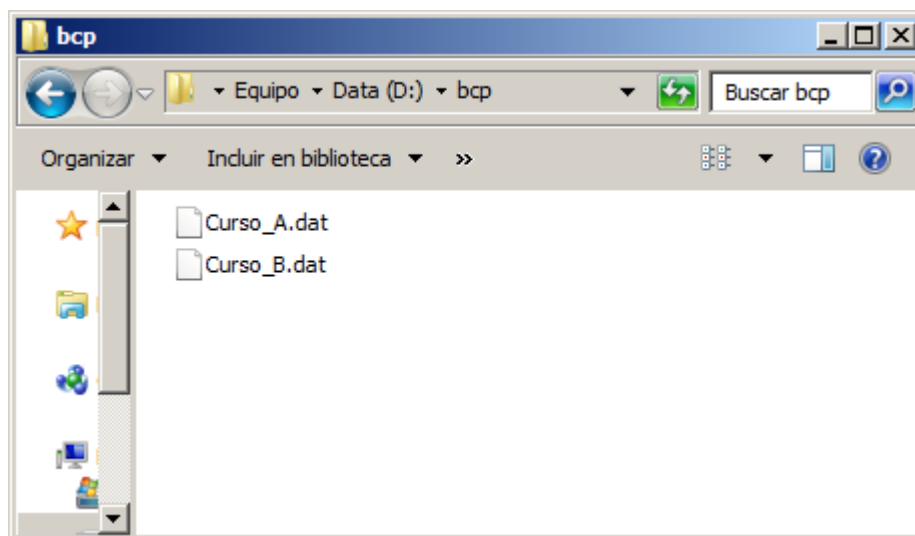 bcp
Equipo Data (D:) bcp Buscar bcp
Organizar Incluir en biblioteca »
Curso_A.dat
Curso_B.dat